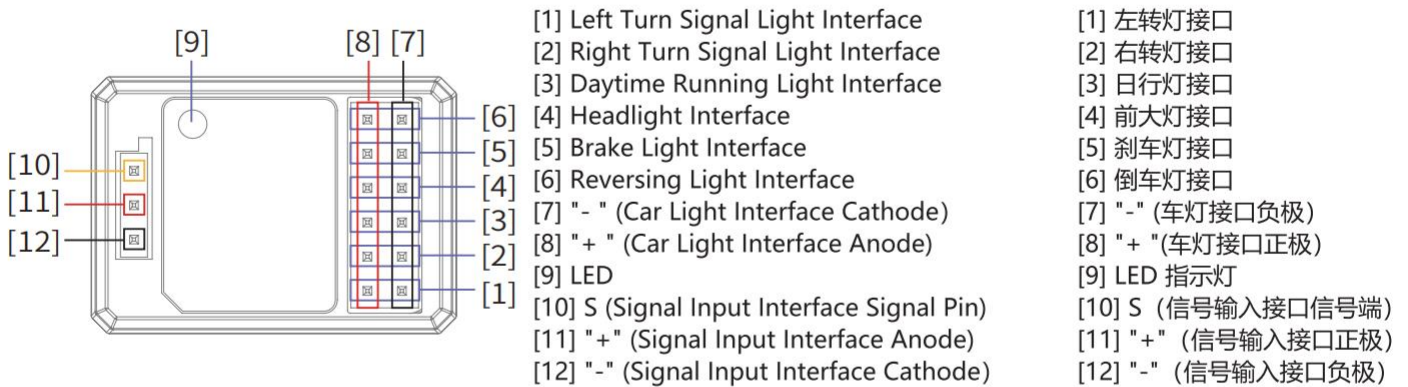 [9]
[8] [7]
[6]
[5]
[4]
[3]
[2]
[1]
[10]
[11]
[12]
[1] Left Turn Signal Light Interface
[2] Right Turn Signal Light Interface
[3] Daytime Running Light Interface
[4] Headlight Interface
[5] Brake Light Interface
[6] Reversing Light Interface
[7] "- " (Car Light Interface Cathode）
[8] "+ " (Car Light Interface Anode)
[9] LED
[10] S (Signal Input Interface Signal Pin)
[11] "+" (Signal Input Interface Anode)
[12] "-" (Signal Input Interface Cathode）
[1] 左转灯接口
[2] 右转灯接口
[3] 日行灯接口
[4] 前大灯接口
[5] 刹车灯接口
[6] 倒车灯接口
[7] "-" (车灯接口负极）
[8] "+ "(车灯接口正极）
[9] LED 指示灯
[10] S（信号输入接口信号端）
[11] "+"（信号输入接口正极）
[12] "-"（信号输入接口负极）